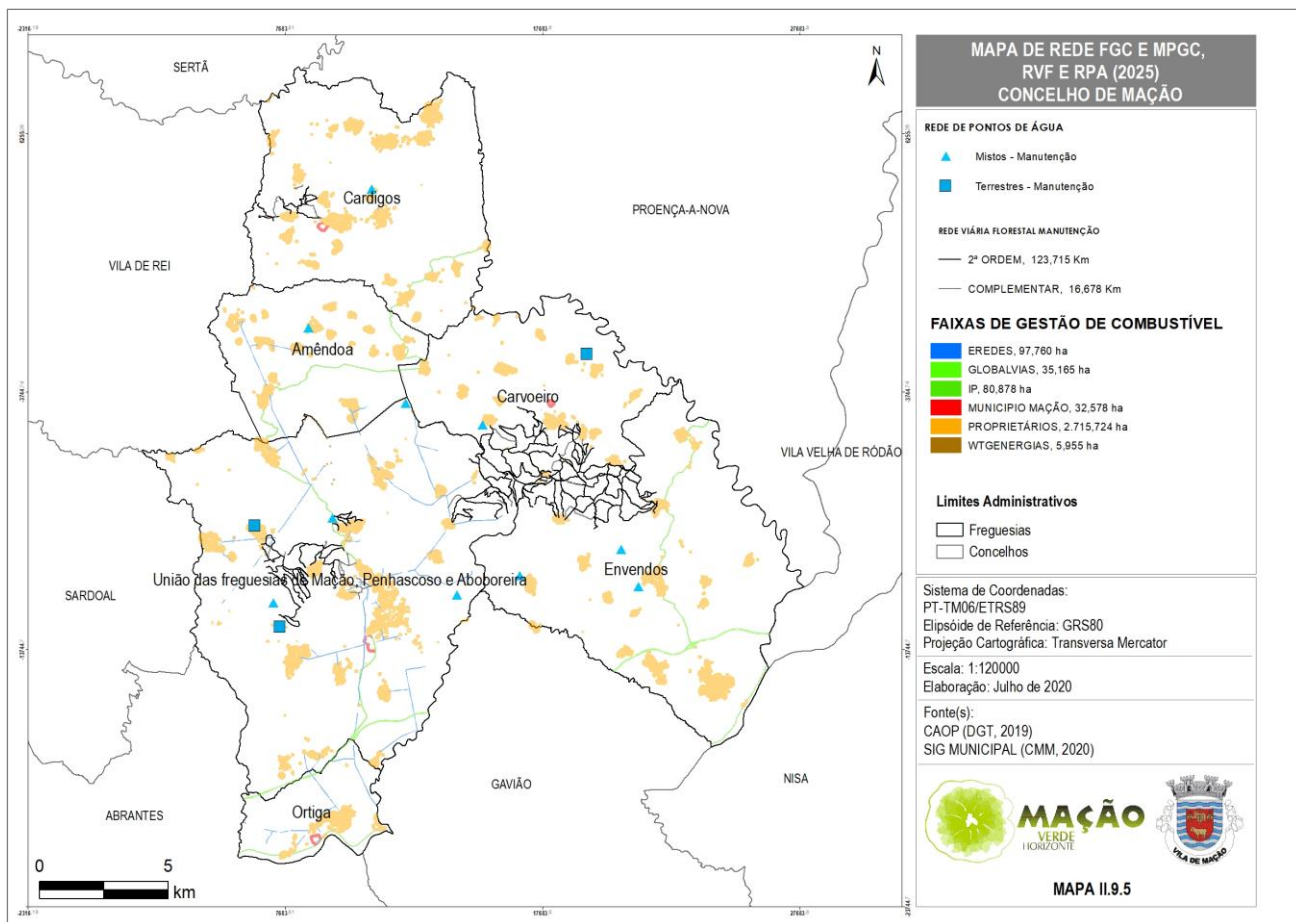 MAPA DE REDE FGC E MPGC,
RVF E RPA (2025)
CONCELHO DE MAÇÃO
REDE DE PONTOS DE ÁGUA
Mistos - Manutenção
Terrestres - Manutenção
REDE VIÁRIA FLORESTAL MANUTENÇÃO
2ª ORDEM, 123,715 Km
COMPLEMENTAR, 16,678 Km
FAIXAS DE GESTÃO DE COMBUSTÍVEL
EREDES, 97,760 ha
GLOBALVIAS, 35,165 ha
IP, 80,878 ha
MUNICIPIO MAÇÃO, 32,578 ha
PROPRIETÁRIOS, 2.715,724 ha
WTGENERGIAS, 5,955 ha
Limites Administrativos
Freguesias
Concelhos
Sistema de Coordenadas:
PT-TM06/ETRS89
Elipsóide de Referência: GRS80
Projeção Cartográfica: Transversa Mercator
Escala: 1:120000
Elaboração: Julho de 2020
Fonte(s):
CAOP (DGT, 2019)
SIG MUNICIPAL (CMM, 2020)
MAÇÃO
VERDE
HORIZONTE
VILA DE MAÇÃO
MAPA II.9.5
N
SERTÃ
PROENÇA-A-NOVA
Cardigos
VILA DE REI
Amêndoa
Carvoeiro
VILA VELHA DE RÓDÃO
Envendos
União das freguesias de Mação, Penhascoso e Aboboreira
SARDOAL
NISA
GAVIÃO
ABRANTES
Ortiga
0 5
km